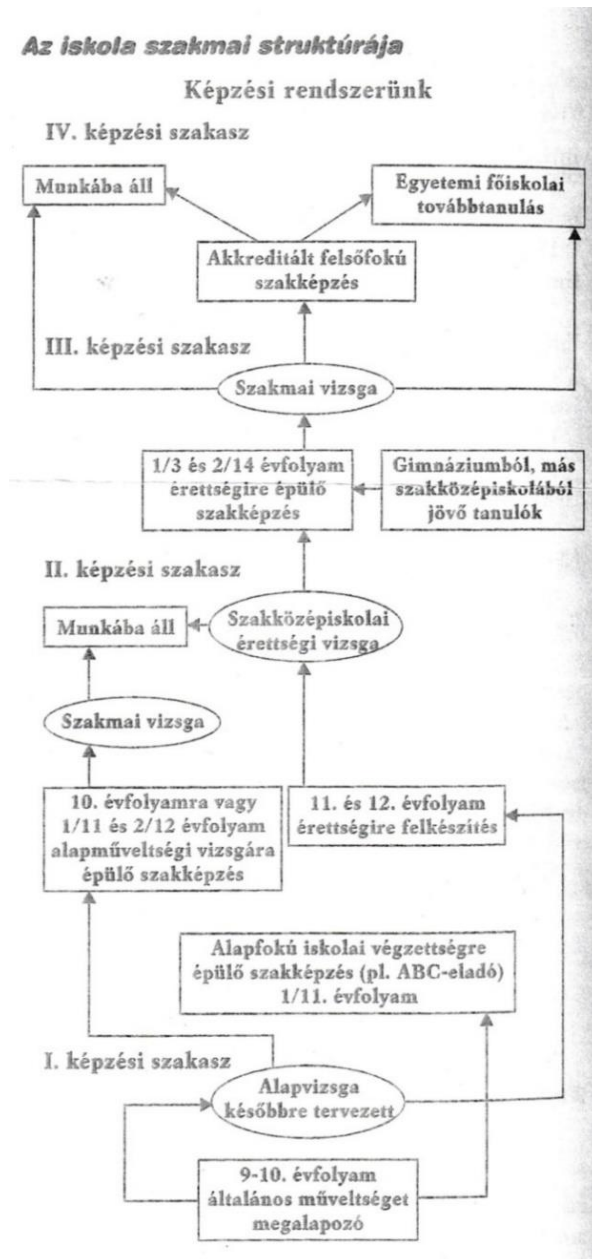 Az iskola szakmai struktúrája
Képzési rendszerünk
IV. képzési szakasz
Munkába áll
Egyetemi főiskolai
továbbtanulás
Akkreditált felsőfokú
szakképzés
III. képzési szakasz
Szakmai vizsga
1/3 és 2/14 évfolyam
érettségire épülő
szakképzés
Gimnáziumból, más
szakközépiskolából
jövő tanulók
II. képzési szakasz
Munkába áll
Szakközépiskolai
érettségi vizsga
Szakmai vizsga
10. évfolyamra vagy
1/11 és 2/12 évfolyam
alapműveltségi vizsgára
épülő szakképzés
11. és 12. évfolyam
érettségire felkészítés
Alapfokú iskolai végzettségre
épülő szakképzés (pl. ABC-eladó)
1/11. évfolyam
I. képzési szakasz
Alapvizsga
későbbre tervezett
9-10. évfolyam
általános műveltséget
megalapozó